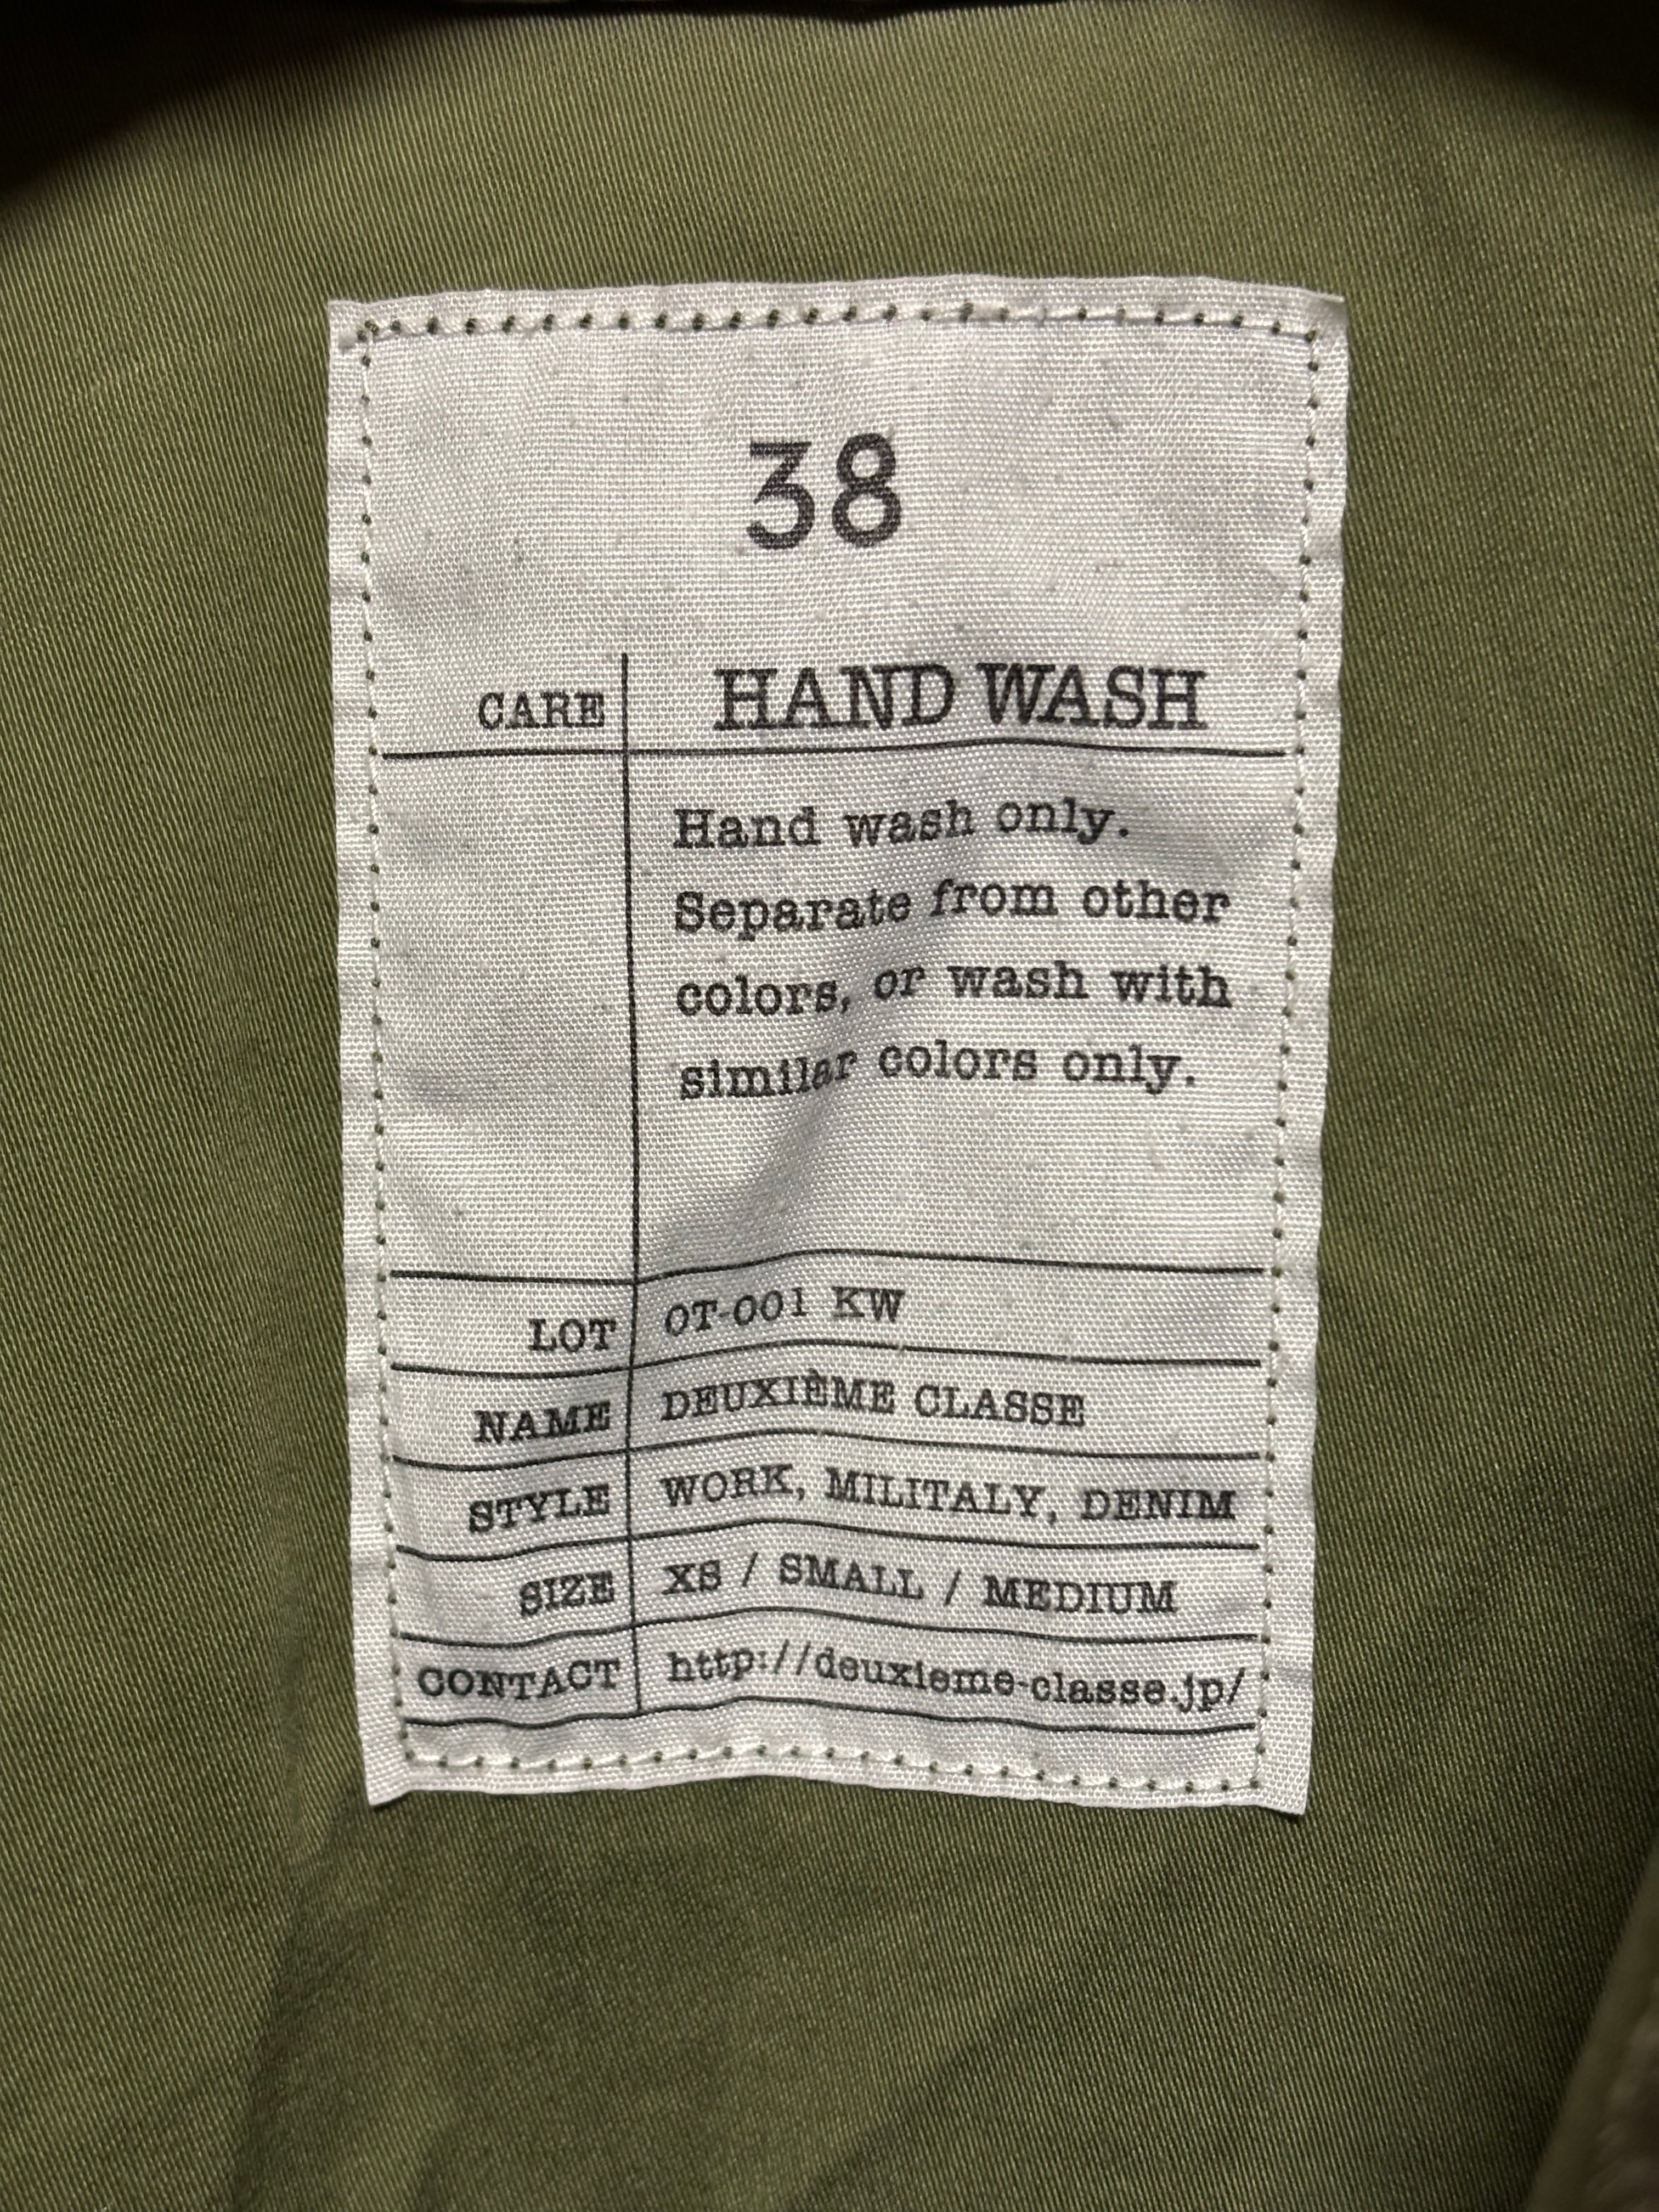 38
CARE HAND WASH
Hand wash only.
Separate from other
colors, or wash with
similar colors only.
LOT OT-001 KW
NAME DEUXIÈME CLASSE
STYLE WORK, MILITALY, DENIM
SIZE XS / SMALL / MEDIUM
CONTACT http://deuxieme-classe.jp/